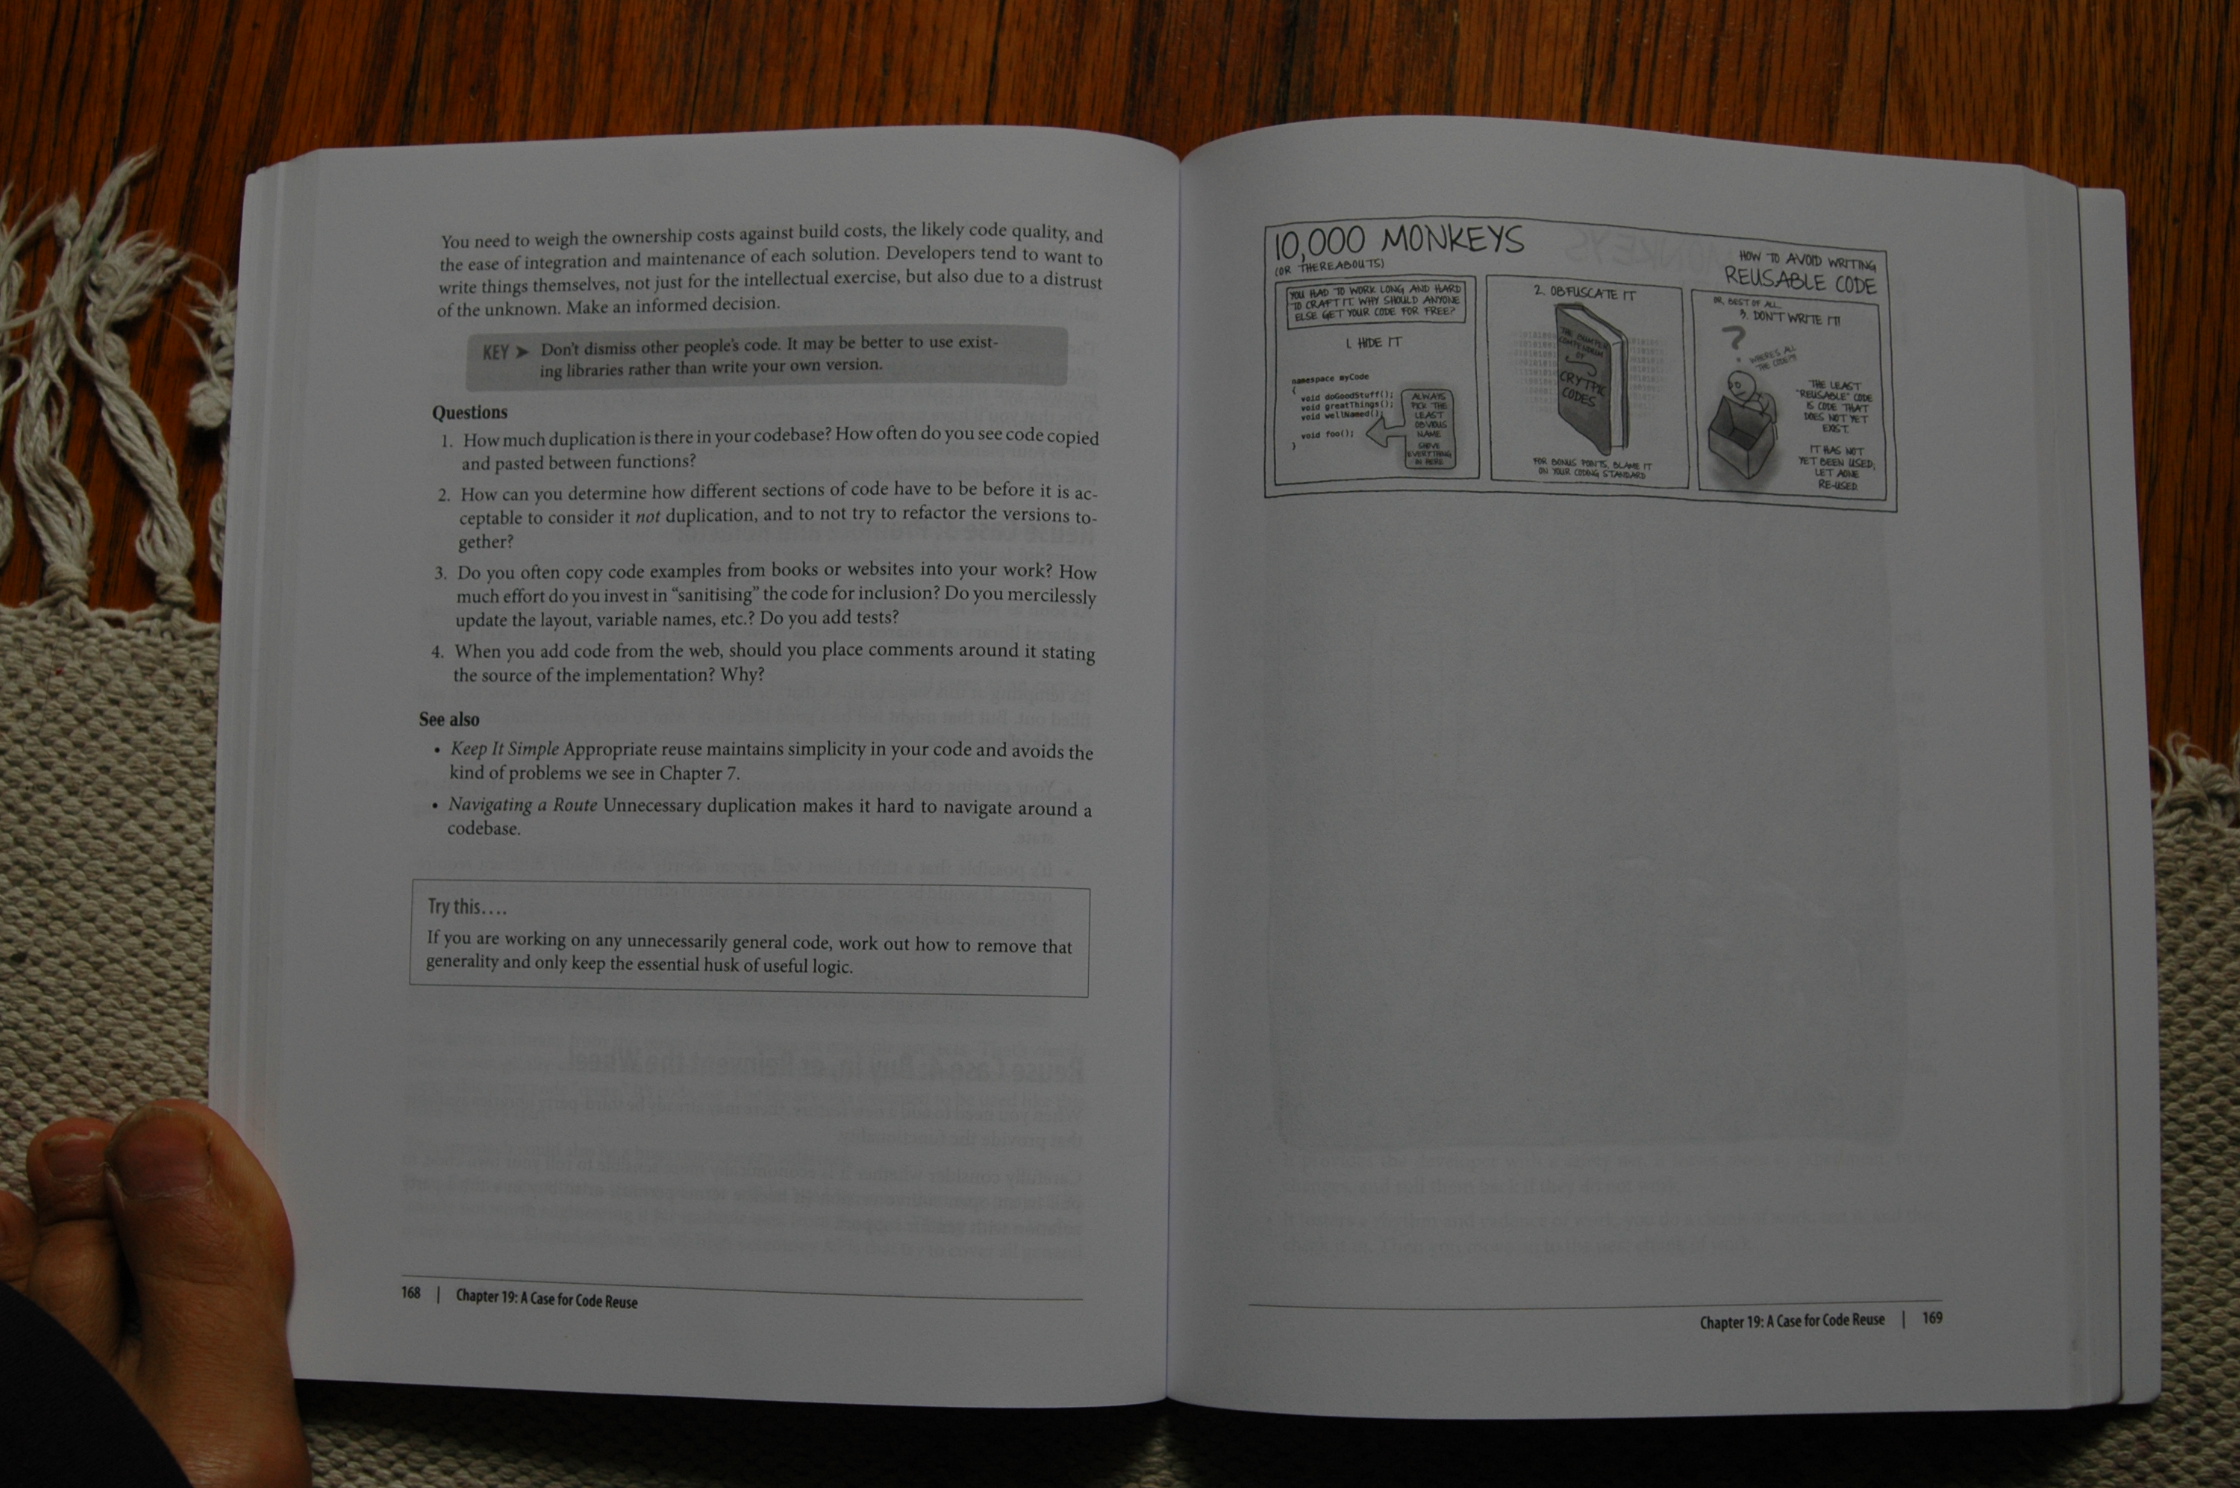 You need to weigh the ownership costs against build costs, the likely code quality, and
the ease of integration and maintenance of each solution. Developers tend to want to
write things themselves, not just for the intellectual exercise, but also due to a distrust
of the unknown. Make an informed decision.
KEY ➤ Don't dismiss other people's code. It may be better to use exist-
ing libraries rather than write your own version.
Questions
1. How much duplication is there in your codebase? How often do you see code copied
and pasted between functions?
2. How can you determine how different sections of code have to be before it is ac-
ceptable to consider it not duplication, and to not try to refactor the versions to-
gether?
3. Do you often copy code examples from books or websites into your work? How
much effort do you invest in "sanitising" the code for inclusion? Do you mercilessly
update the layout, variable names, etc.? Do you add tests?
4. When you add code from the web, should you place comments around it stating
the source of the implementation? Why?
See also
• Keep It Simple Appropriate reuse maintains simplicity in your code and avoids the
kind of problems we see in Chapter 7.
• Navigating a Route Unnecessary duplication makes it hard to navigate around a
codebase.
Try this....
If you are working on any unnecessarily general code, work out how to remove that
generality and only keep the essential husk of useful logic.
168 | Chapter 19: A Case for Code Reuse
10,000 MONKEYS
(OR THEREABOUTS)
HOW TO AVOID WRITING
REUSABLE CODE
YOU HAD TO WORK LONG AND HARD
TO CRAFT IT. WHY SHOULD ANYONE
ELSE GET YOUR CODE FOR FREE?
1. HIDE IT
namespace MyCode
{
void doGoodStuff();
void greatThings();
void wellNamed();
void foo();
}
ALWAYS
PICK THE
LEAST
OBVIOUS
NAME
EVERYTHING
IN HERE
2. OBFUSCATE IT
CRYPTIC
CODES
FOR BONUS POINTS, BLAME IT
ON YOUR CODING STANDARD
OR, BEST OF ALL
3. DON'T WRITE IT!
?
WHERE'S ALL
THE CODE??
THE LEAST
"REUSABLE" CODE
IS CODE THAT
DOES NOT YET
EXIST.
IT HAS NOT
YET BEEN USED,
LET ALONE
RE-USED
Chapter 19: A Case for Code Reuse | 169